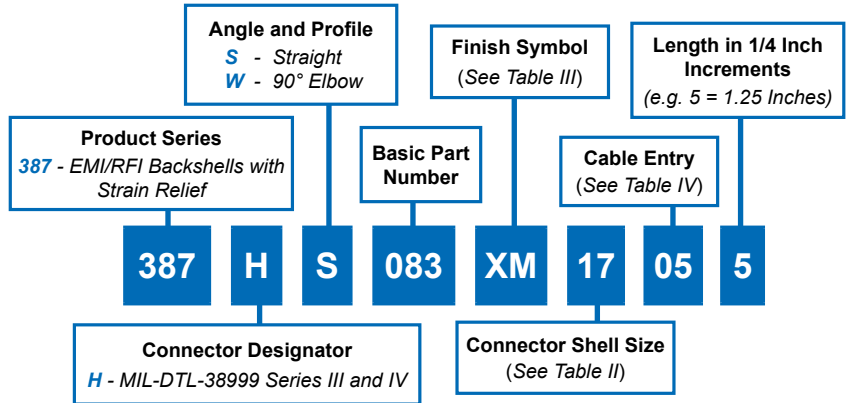 Angle and Profile
S - Straight
W - 90° Elbow
Finish Symbol
(See Table III)
Length in 1/4 Inch
Increments
(e.g. 5 = 1.25 Inches)
Product Series
387 - EMI/RFI Backshells with
Strain Relief
Basic Part
Number
Cable Entry
(See Table IV)
387 H S 083 XM 17 05 5
Connector Designator
H - MIL-DTL-38999 Series III and IV
Connector Shell Size
(See Table II)